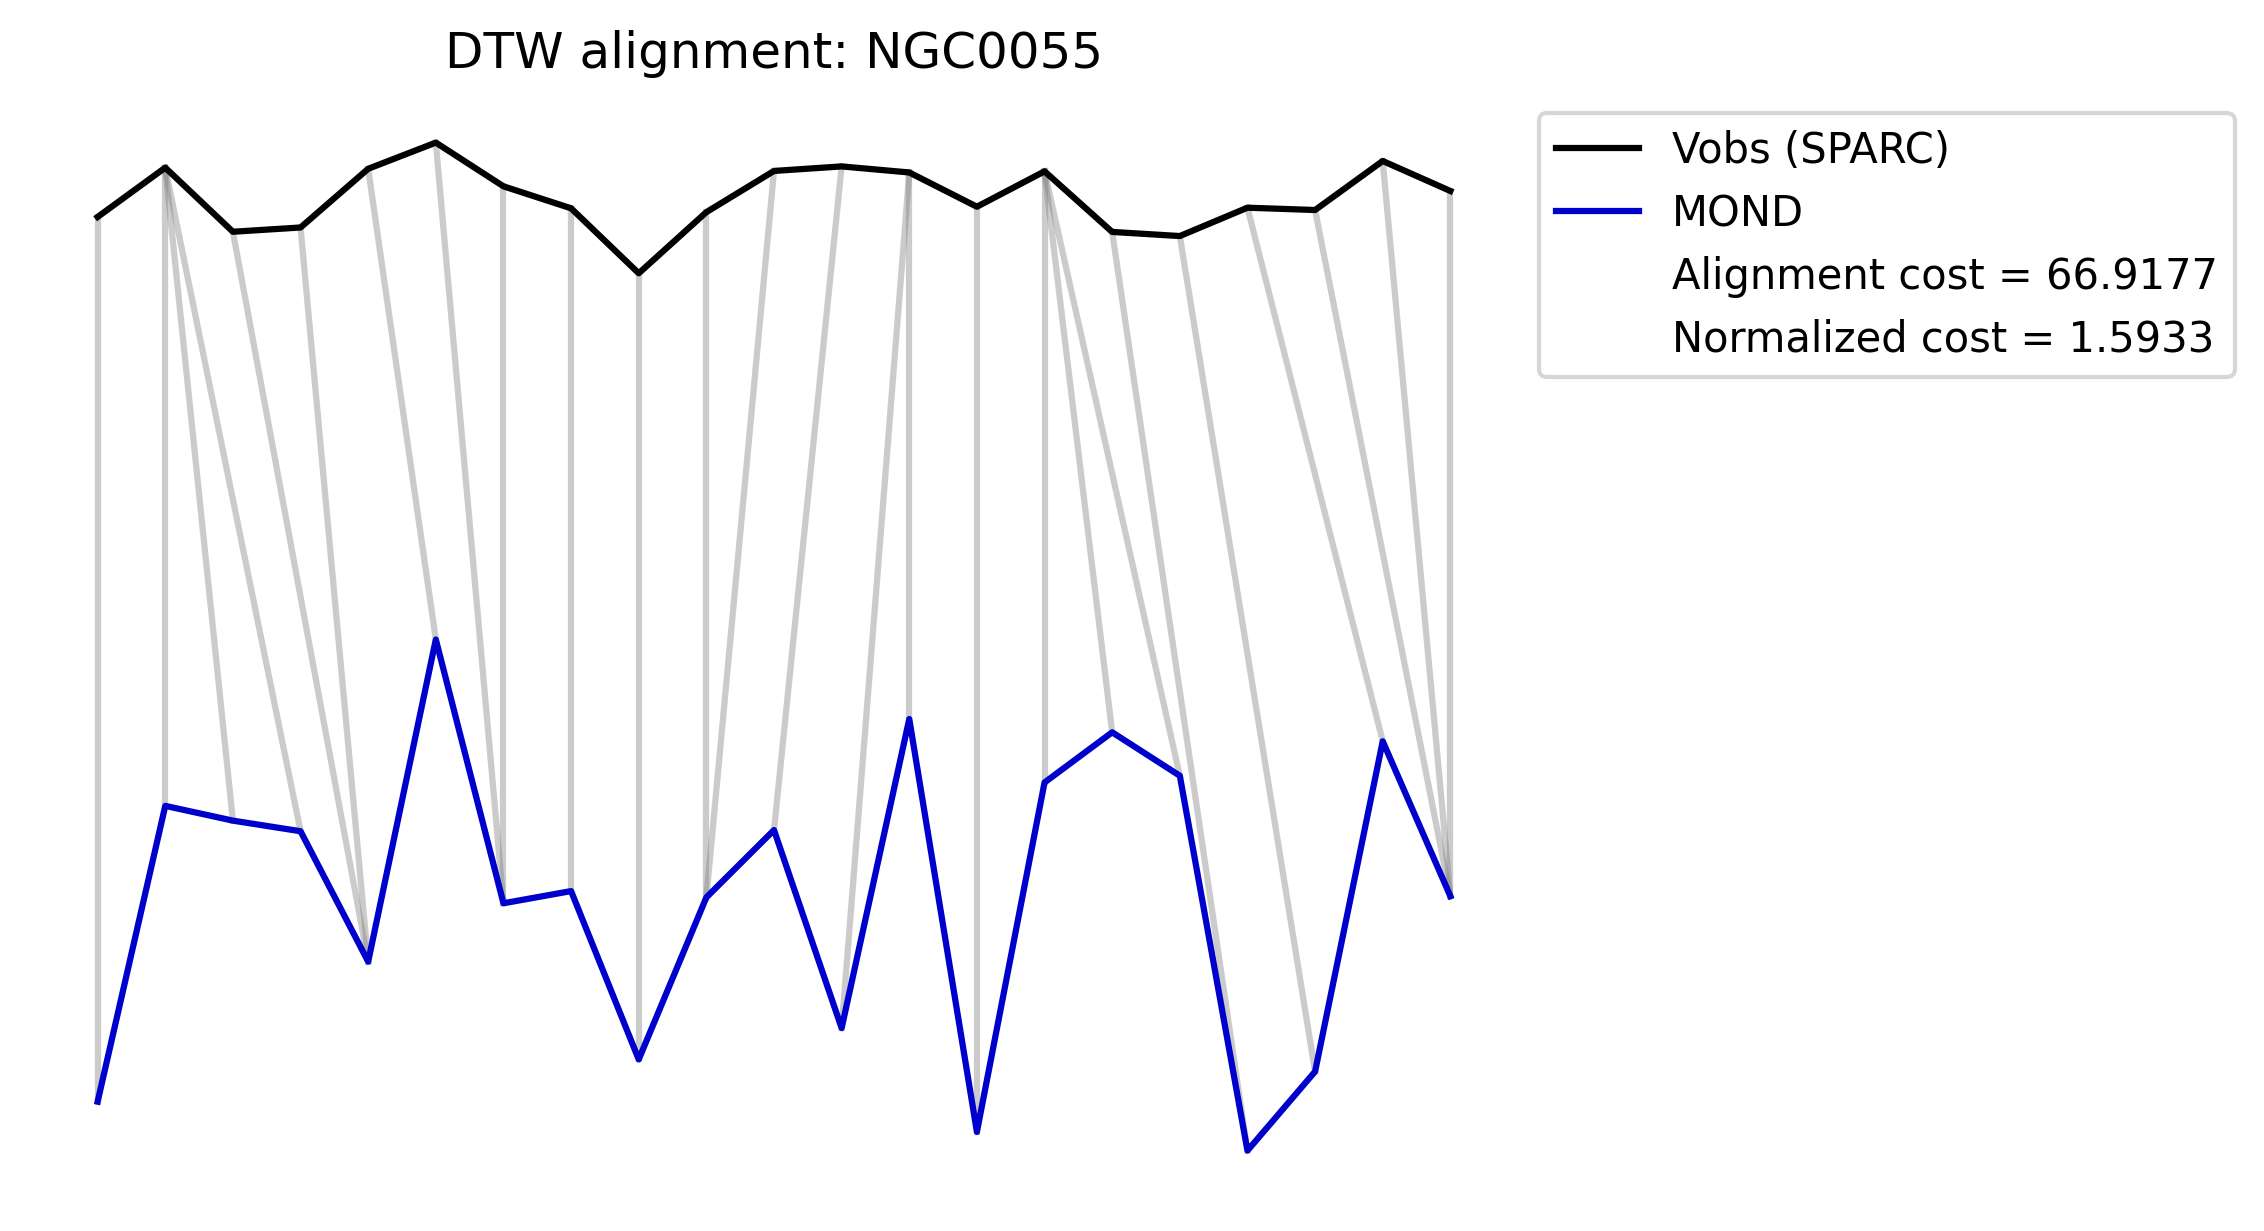 DTW alignment: NGC0055
Vobs (SPARC)
MOND
Alignment cost = 66.9177
Normalized cost = 1.5933